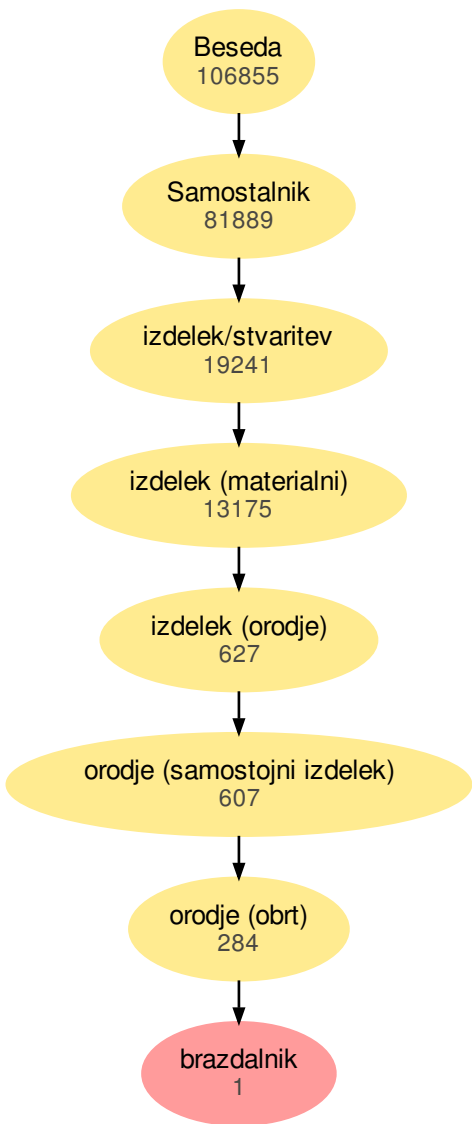 Beseda
106855
Samostalnik
81889
izdelek/stvaritev
19241
izdelek (materialni)
13175
izdelek (orodje)
627
orodje (samostojni izdelek)
607
orodje (obrt)
284
brazdalnik
1